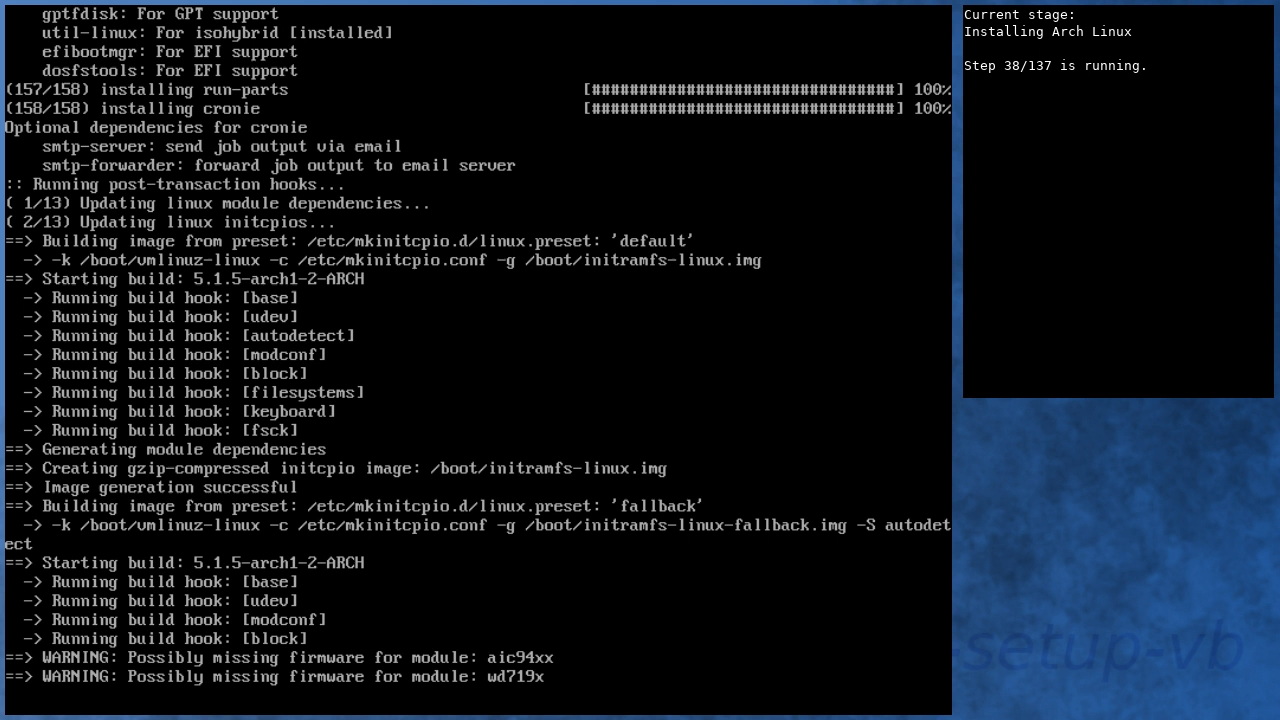 gptfdisk: For GPT support
    util-linux: For isohybrid [installed]
    efibootmgr: For EFI support
    dosfstools: For EFI support
(157/158) installing run-parts                               [################################] 100%
(158/158) installing cronie                                  [################################] 100%
Optional dependencies for cronie
    smtp-server: send job output via email
    smtp-forwarder: forward job output to email server
:: Running post-transaction hooks...
( 1/13) Updating linux module dependencies...
( 2/13) Updating linux initcpios...
==> Building image from preset: /etc/mkinitcpio.d/linux.preset: 'default'
  -> -k /boot/vmlinuz-linux -c /etc/mkinitcpio.conf -g /boot/initramfs-linux.img
==> Starting build: 5.1.5-arch1-2-ARCH
  -> Running build hook: [base]
  -> Running build hook: [udev]
  -> Running build hook: [autodetect]
  -> Running build hook: [modconf]
  -> Running build hook: [block]
  -> Running build hook: [filesystems]
  -> Running build hook: [keyboard]
  -> Running build hook: [fsck]
==> Generating module dependencies
==> Creating gzip-compressed initcpio image: /boot/initramfs-linux.img
==> Image generation successful
==> Building image from preset: /etc/mkinitcpio.d/linux.preset: 'fallback'
  -> -k /boot/vmlinuz-linux -c /etc/mkinitcpio.conf -g /boot/initramfs-linux-fallback.img -S autodet
ect
==> Starting build: 5.1.5-arch1-2-ARCH
  -> Running build hook: [base]
  -> Running build hook: [udev]
  -> Running build hook: [modconf]
  -> Running build hook: [block]
==> WARNING: Possibly missing firmware for module: aic94xx
==> WARNING: Possibly missing firmware for module: wd719x
Current stage:
Installing Arch Linux
Step 38/137 is running.
-setup-vb